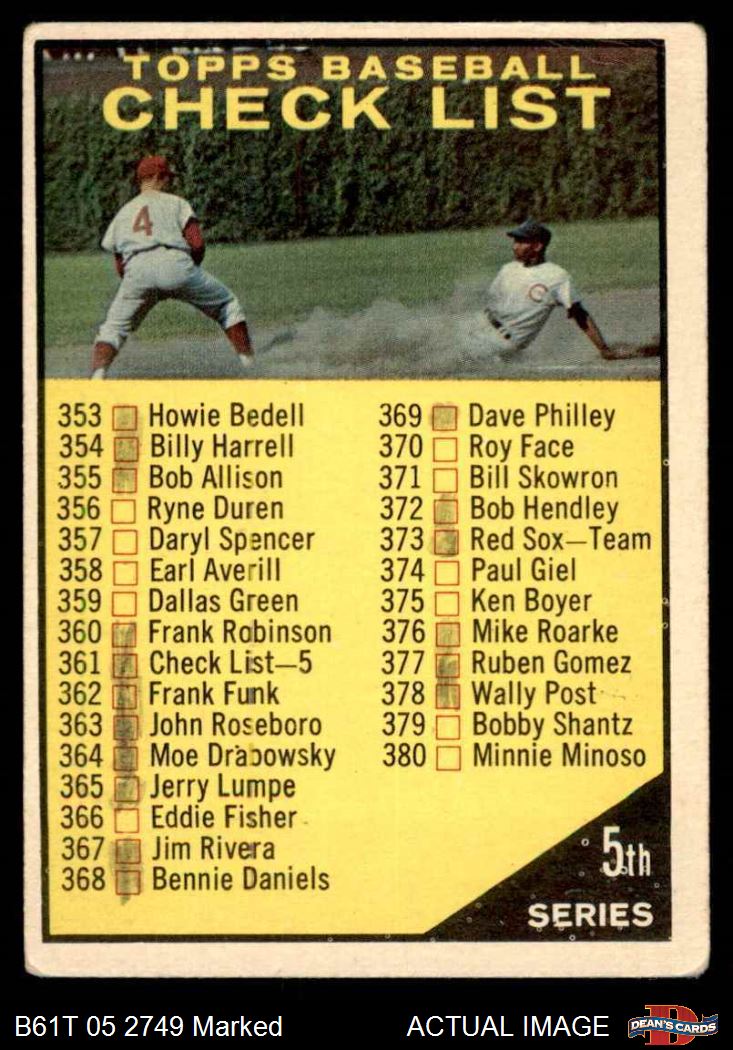 TOPPS BASEBALL
CHECK LIST
4
C
353 Howie Bedell
354 Billy Harrell
355 Bob Allison
356 Ryne Duren
357 Daryl Spencer
358 Earl Averill
359 Dallas Green
360 Frank Robinson
361 Check List—5
362 Frank Funk
363 John Roseboro
364 Moe Drabowsky
365 Jerry Lumpe
366 Eddie Fisher
367 Jim Rivera
368 Bennie Daniels
369 Dave Philley
370 Roy Face
371 Bill Skowron
372 Bob Hendley
373 Red Sox—Team
374 Paul Giel
375 Ken Boyer
376 Mike Roarke
377 Ruben Gomez
378 Wally Post
379 Bobby Shantz
380 Minnie Minoso
5th
SERIES
B61T 05 2749 Marked
ACTUAL IMAGE
D
DEAN'S CARDS